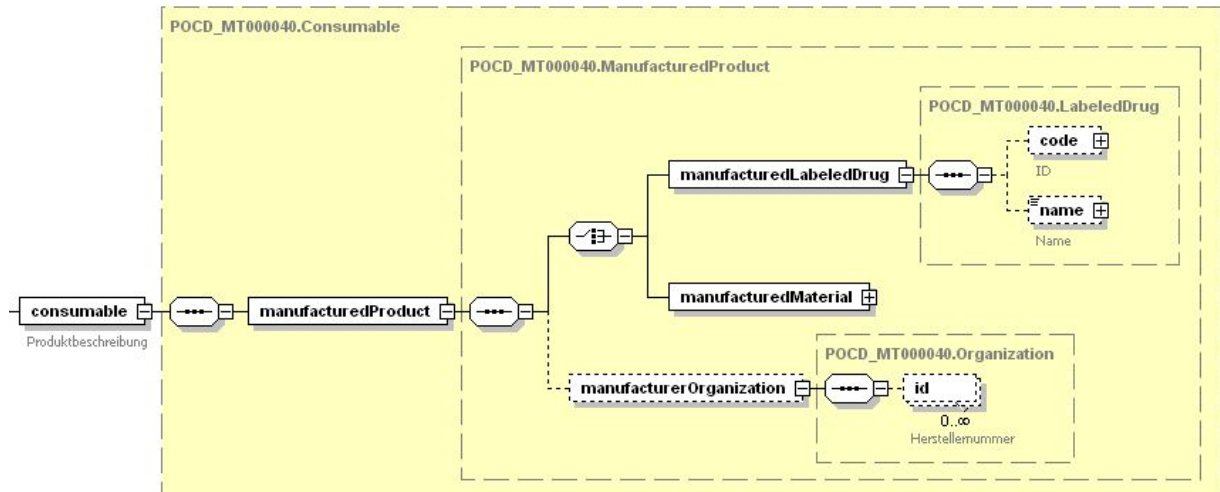 POCD_MT000040.Consumable
POCD_MT000040.ManufacturedProduct
POCD_MT000040.LabeledDrug
code
ID
manufacturedLabeledDrug
name
Name
manufacturedMaterial
consumable
manufacturedProduct
Produktbeschreibung
POCD_MT000040.Organization
manufacturerOrganization
id
0..∞
Herstellernummer